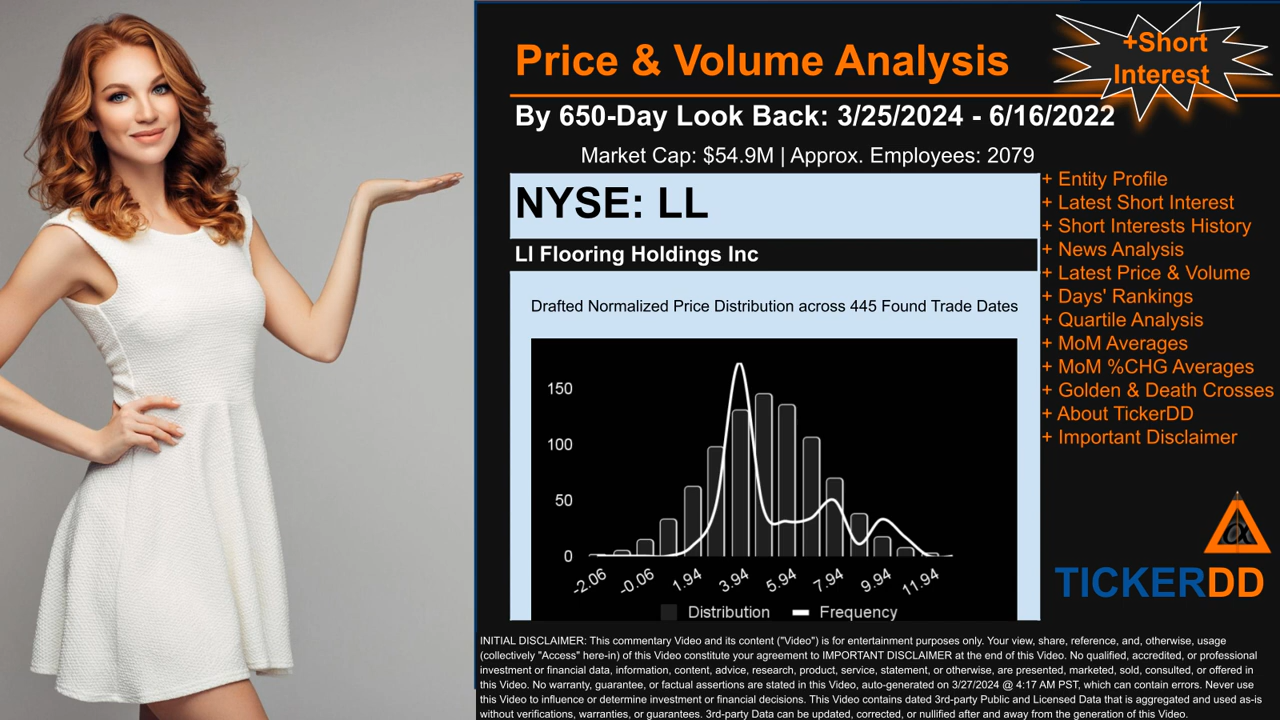 Price & Volume Analysis
+Short
Interest
By 650-Day Look Back: 3/25/2024 - 6/16/2022
Market Cap: $54.9M | Approx. Employees: 2079
NYSE: LL
Ll Flooring Holdings Inc
Drafted Normalized Price Distribution across 445 Found Trade Dates
150
100
50
0
-2.06
-0.06
1.94
3.94
5.94
7.94
9.94
11.94
Distribution
Frequency
+ Entity Profile
+ Latest Short Interest
+ Short Interests History
+ News Analysis
+ Latest Price & Volume
+ Days' Rankings
+ Quartile Analysis
+ MoM Averages
+ MoM %CHG Averages
+ Golden & Death Crosses
+ About TickerDD
+ Important Disclaimer
TICKERDD
INITIAL DISCLAIMER: This commentary Video and its content ("Video") is for entertainment purposes only. Your view, share, reference, and, otherwise, usage
(collectively "Access" here-in) of this Video constitute your agreement to IMPORTANT DISCLAIMER at the end of this Video. No qualified, accredited, or professional
investment or financial data, information, content, advice, research, product, service, statement, or otherwise, are presented, marketed, sold, consulted, or offered in
this Video. No warranty, guarantee, or factual assertions are stated in this Video, auto-generated on 3/27/2024 @ 4:17 AM PST, which can contain errors. Never use
this Video to influence or determine investment or financial decisions. This Video contains dated 3rd-party Public and Licensed Data that is aggregated and used as-is
without verifications, warranties, or guarantees. 3rd-party Data can be updated, corrected, or nullified after and away from the generation of this Video.